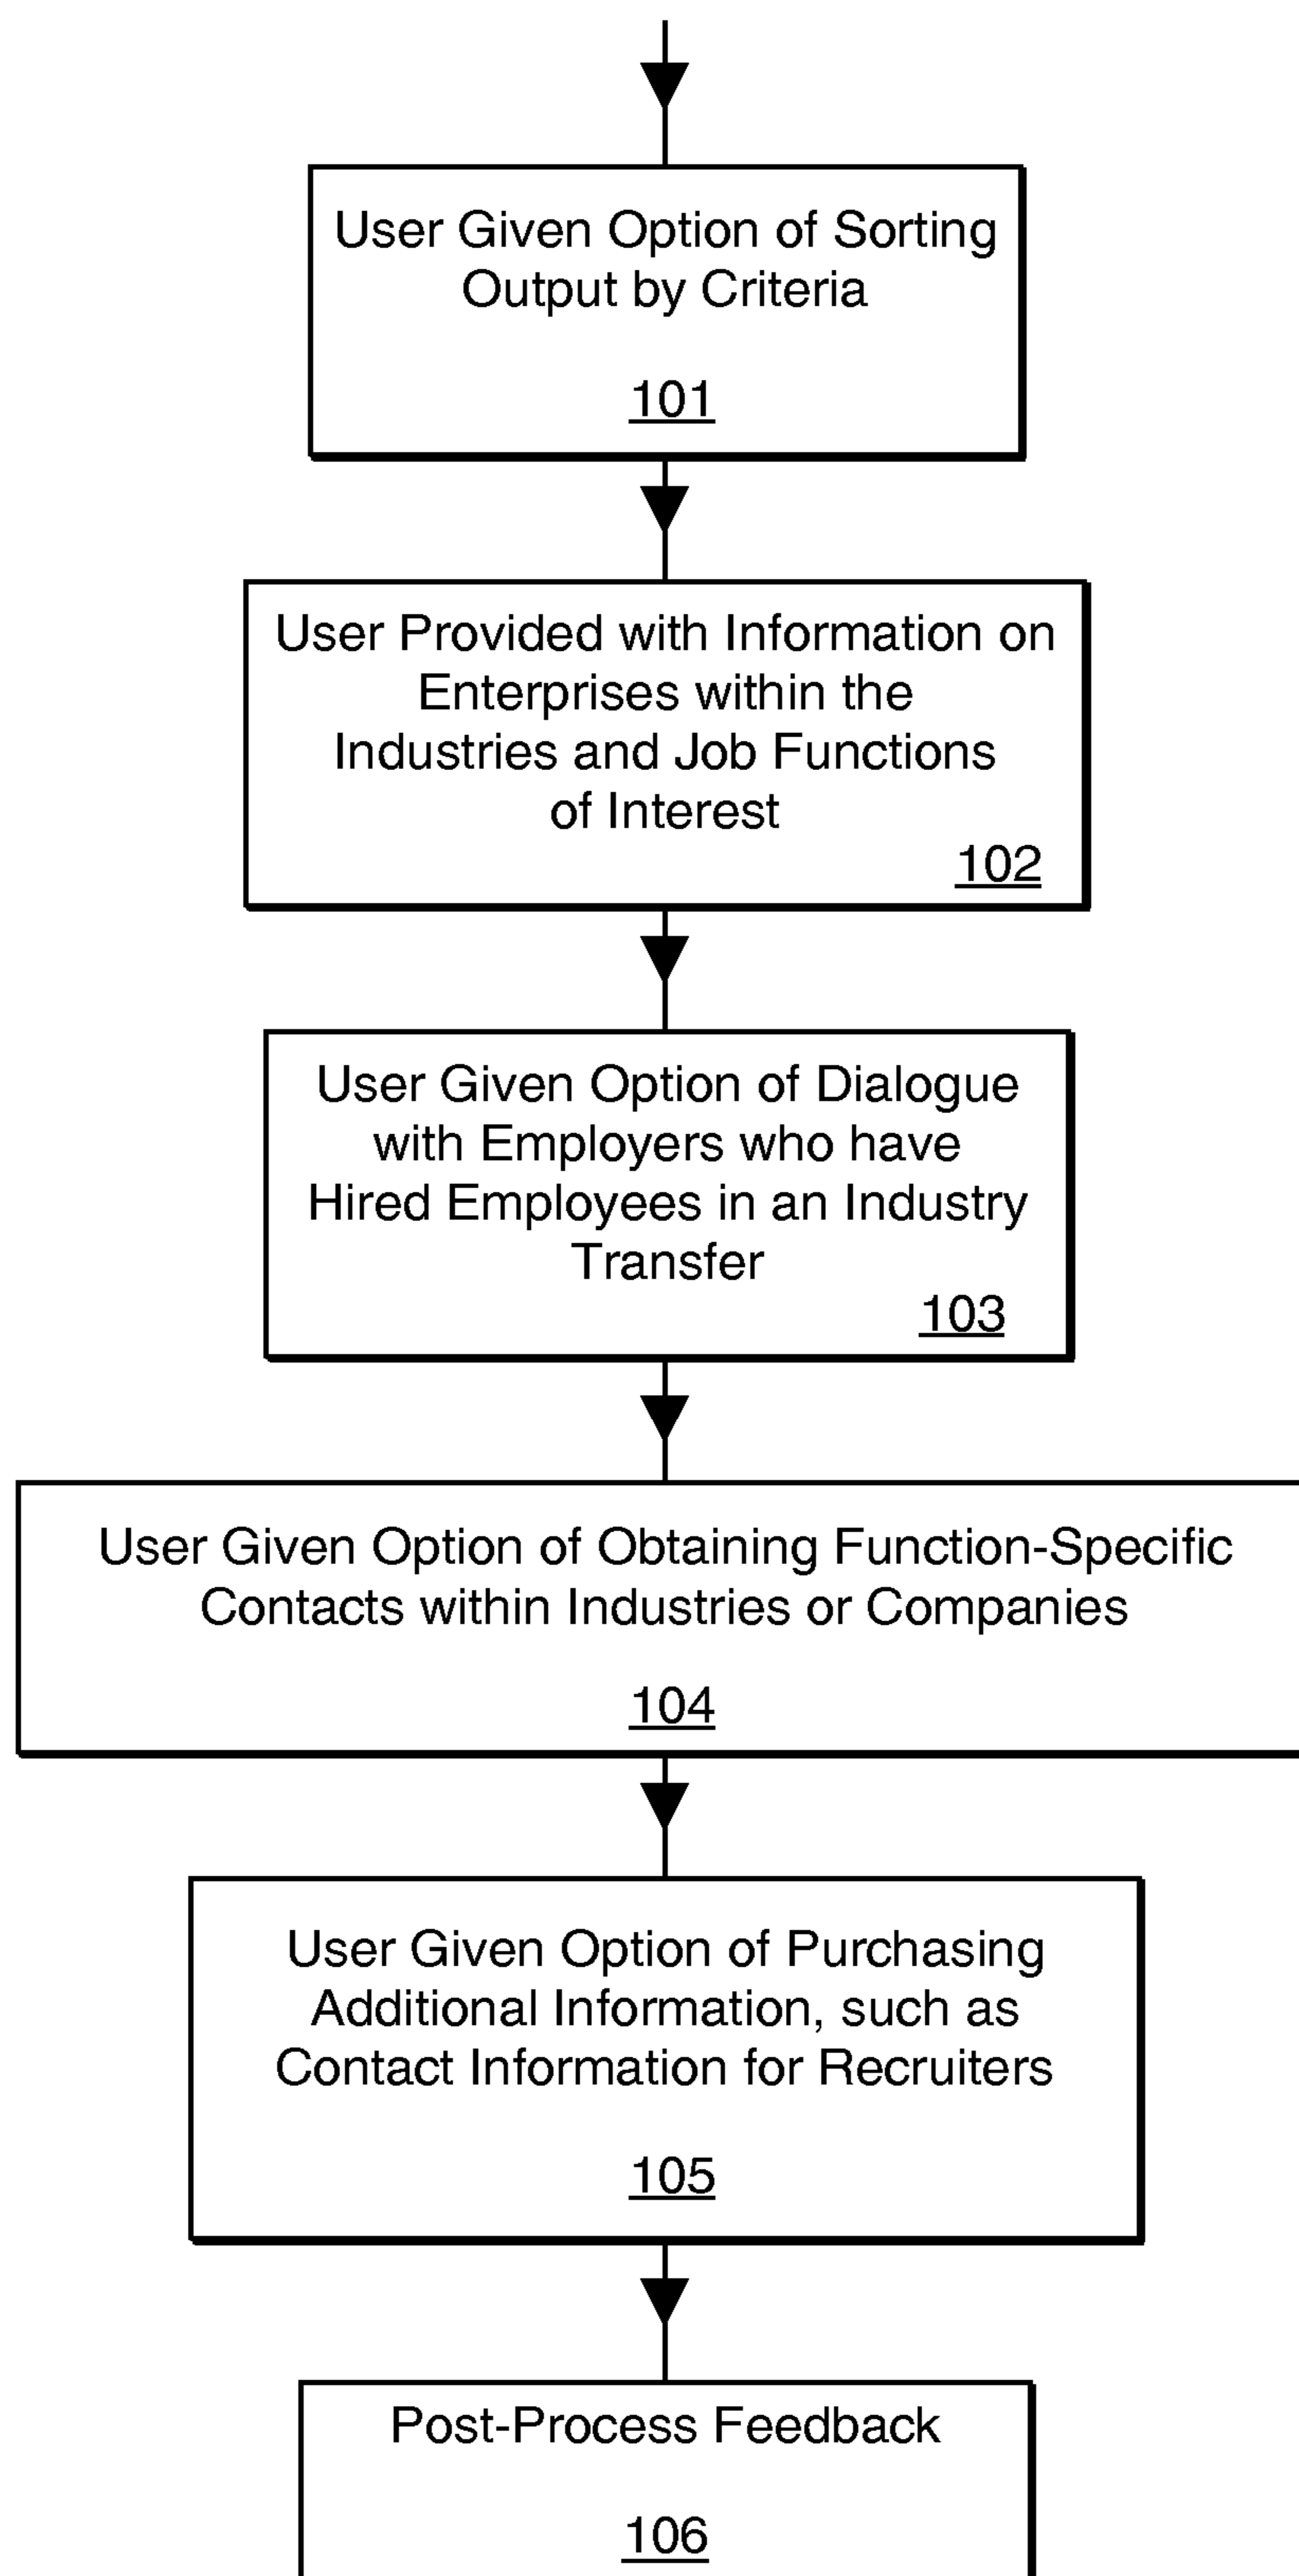 User Given Option of Sorting
Output by Criteria
101
User Provided with Information on
Enterprises within the
Industries and Job Functions
of Interest
102
User Given Option of Dialogue
with Employers who have
Hired Employees in an Industry
Transfer
103
User Given Option of Obtaining Function-Specific
Contacts within Industries or Companies
104
User Given Option of Purchasing
Additional Information, such as
Contact Information for Recruiters
105
Post-Process Feedback
106